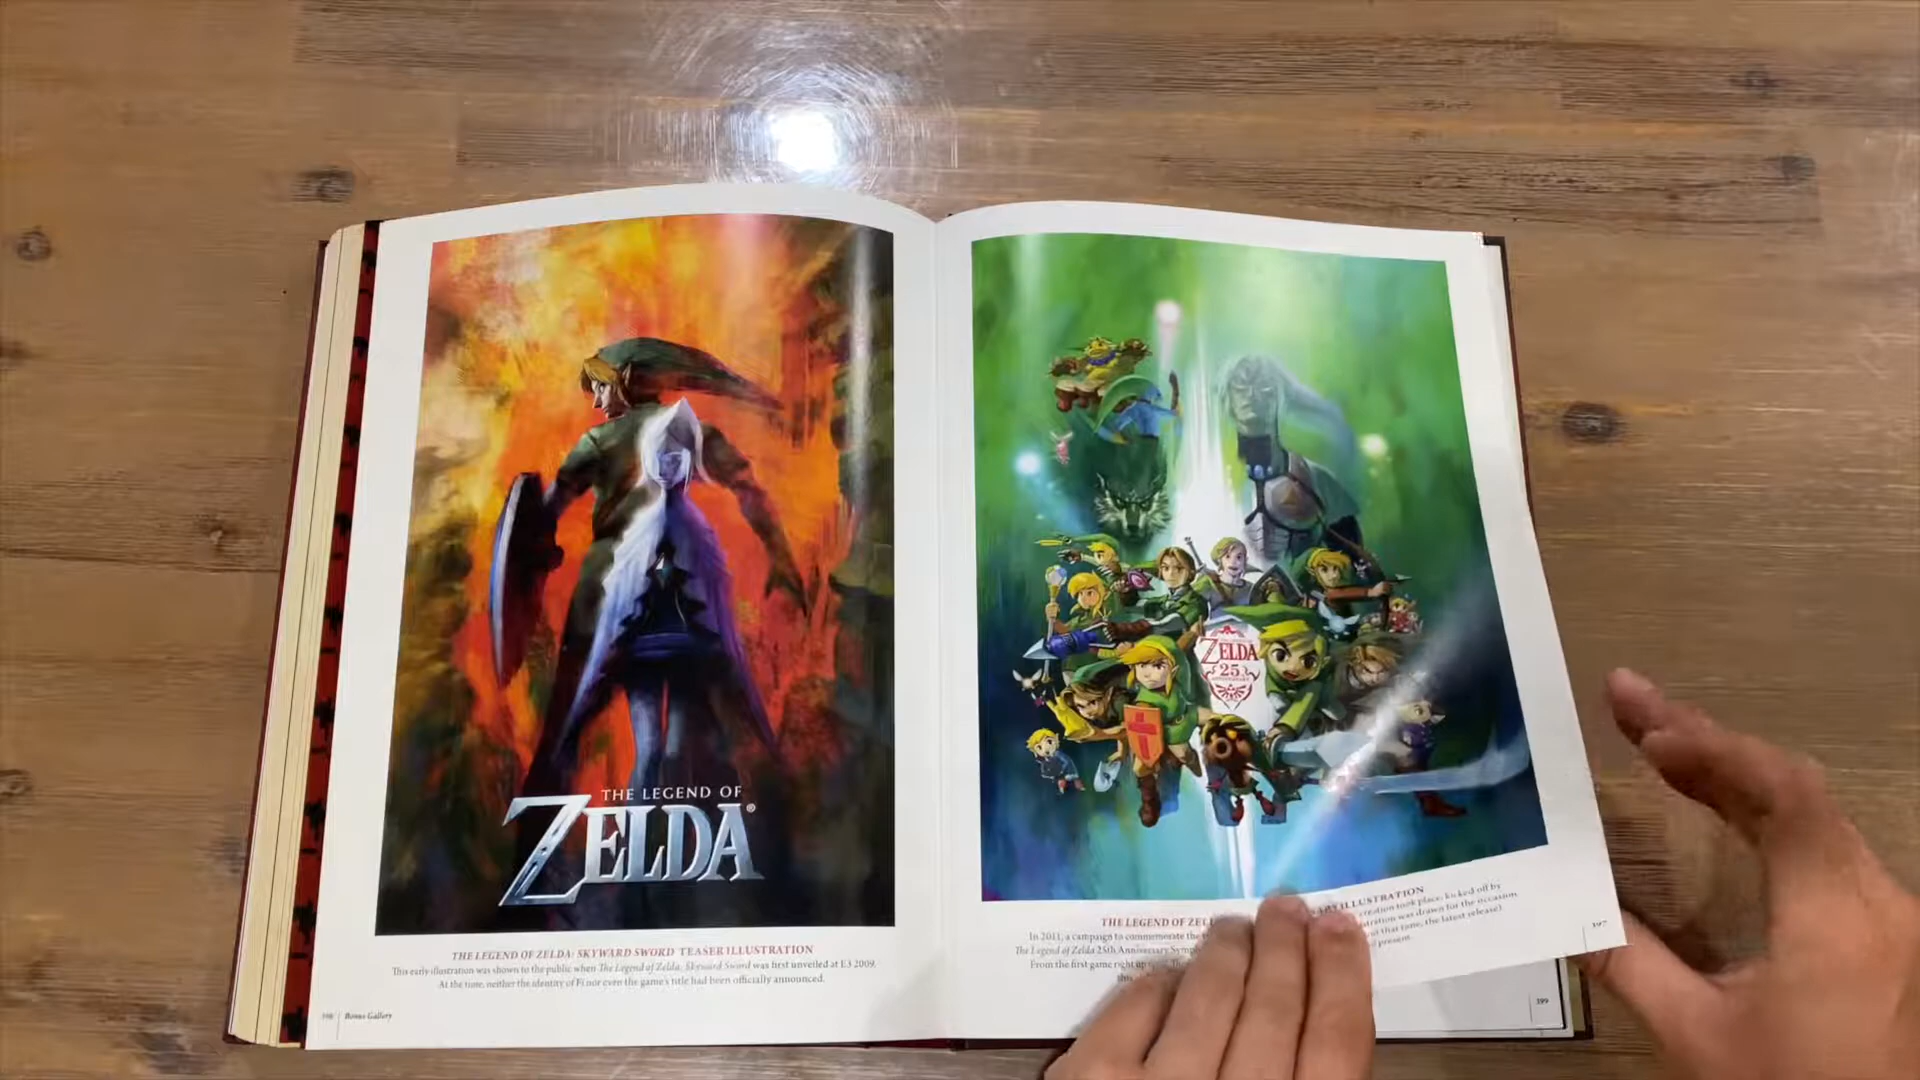 THE LEGEND OF
ZELDA®
THE LEGEND OF ZELDA: SKYWARD SWORD TEASER ILLUSTRATION
This early illustration was shown to the public when The Legend of Zelda: Skyward Sword was first unveiled at E3 2009.
At the time, neither the identity of Fi nor even the game's title had been officially announced.
Bonus Gallery
ZELDA
25
THE LEGEND OF ZEL ARY ILLUSTRATION
In 2011, a campaign to commemorate the creation took place, kicked off by
The Legend of Zelda 25th Anniversary Symp was drawn for the occasion
From the first game right up at that time, the latest release)
present.
397
399